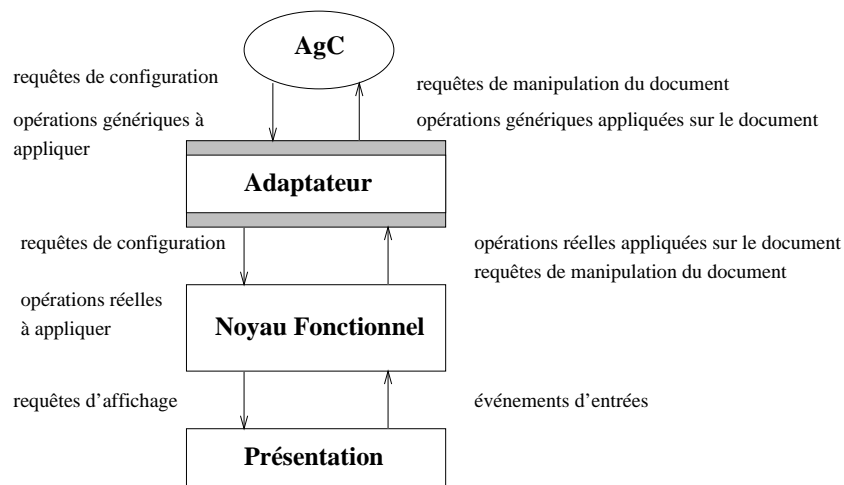 AgC
requêtes de configuration
requêtes de manipulation du document
opérations génériques à
appliquer
opérations génériques appliquées sur le document
Adaptateur
requêtes de configuration
opérations réelles appliquées sur le document
requêtes de manipulation du document
opérations réelles
à appliquer
Noyau Fonctionnel
requêtes d’affichage
événements d’entrées
Présentation